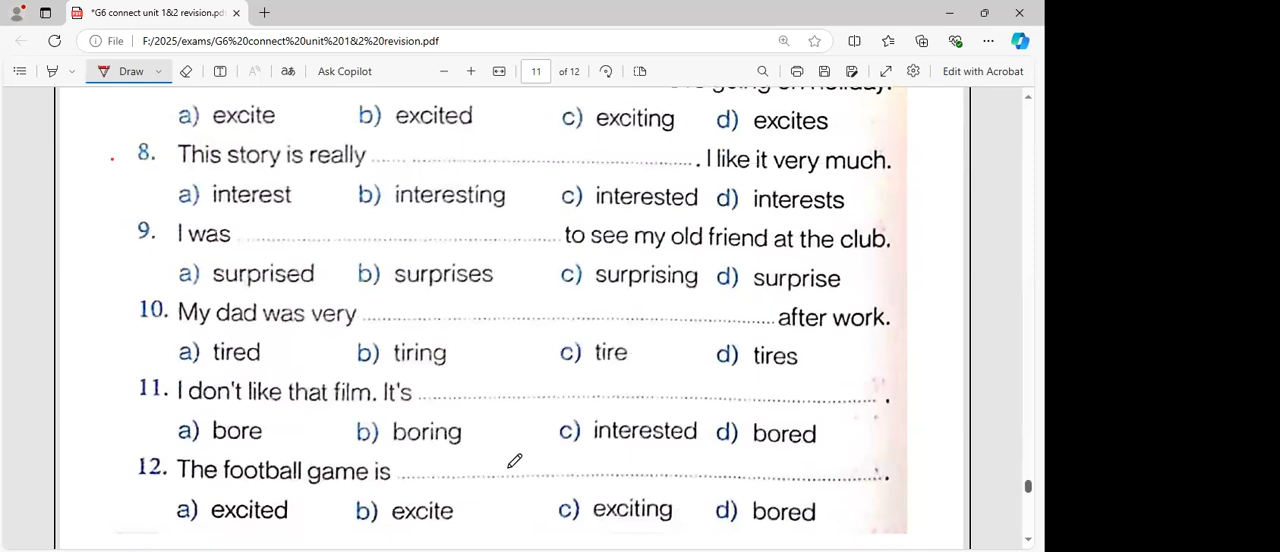 *G6 connect unit 1&2 revision.pdf
File F:/2025/exams/G6%20connect%20unit%201&2%20revision.pdf
Draw Ask Copilot 11 of 12 Edit with Acrobat
going on holiday.
a) excite b) excited c) exciting d) excites
8. This story is really ........ . I like it very much.
a) interest b) interesting c) interested d) interests
9. I was ........ to see my old friend at the club.
a) surprised b) surprises c) surprising d) surprise
10. My dad was very ........ after work.
a) tired b) tiring c) tire d) tires
11. I don't like that film. It's ........ .
a) bore b) boring c) interested d) bored
12. The football game is ........ .
a) excited b) excite c) exciting d) bored